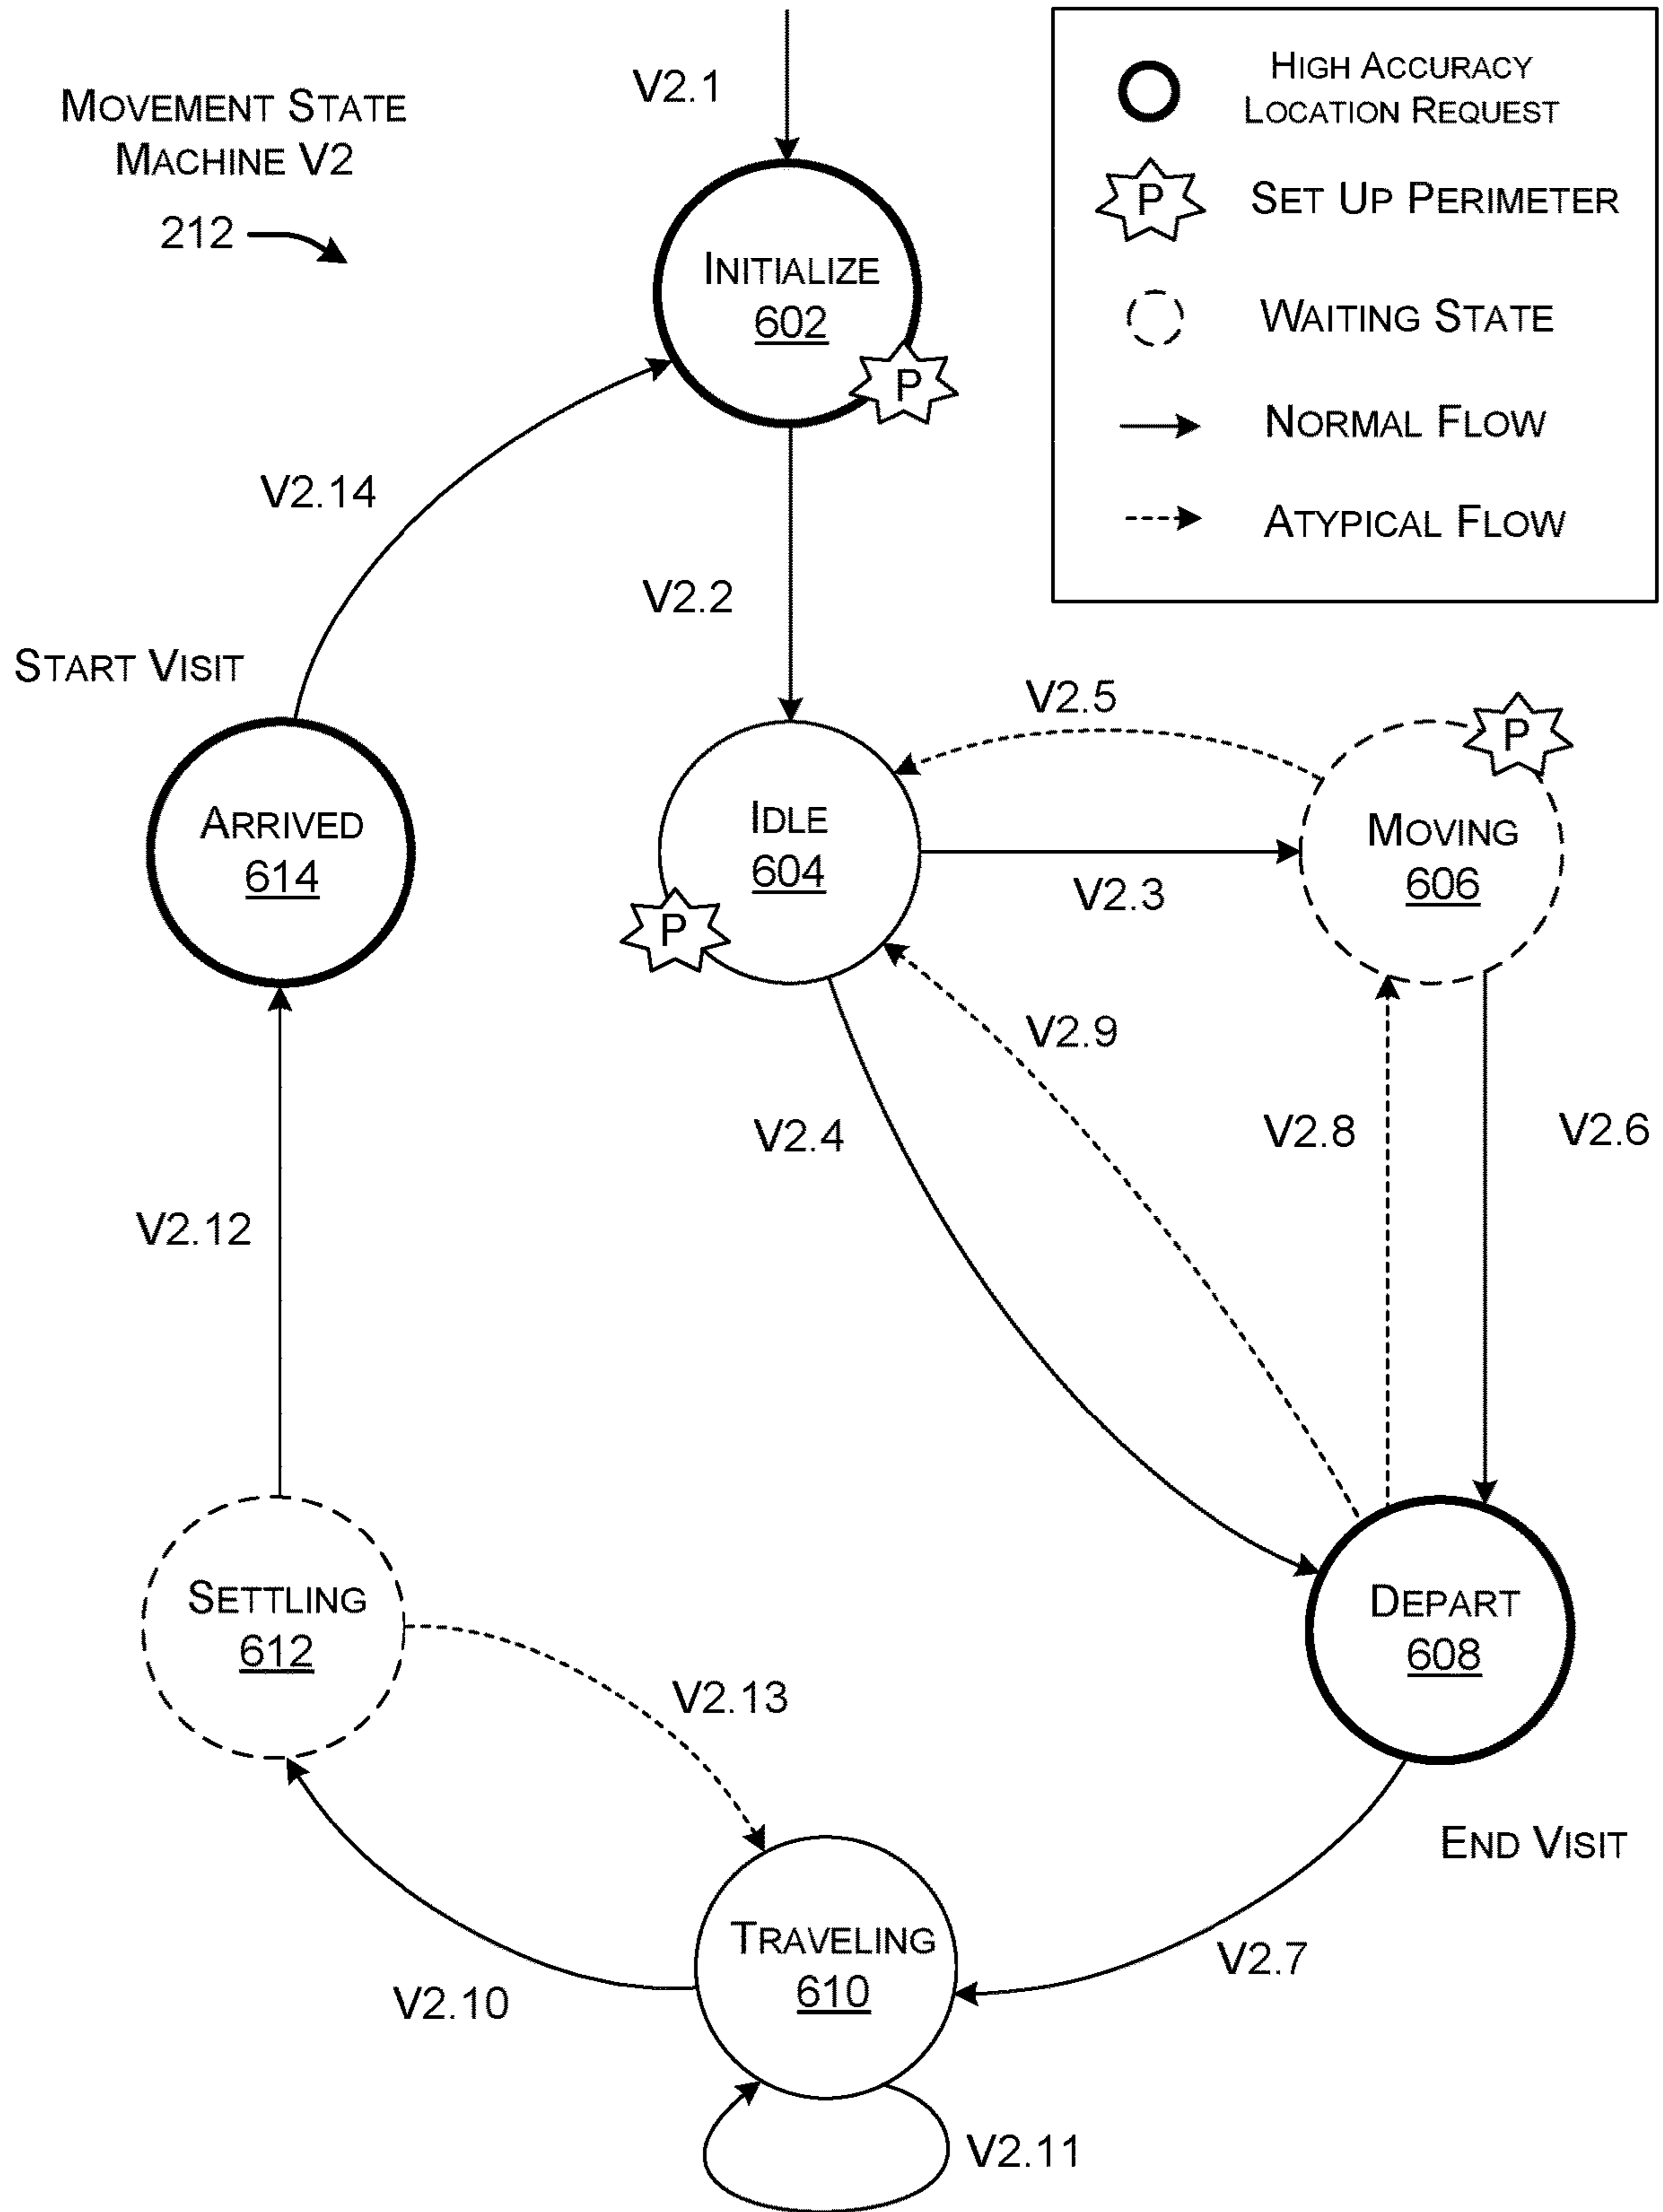 MOVEMENT STATE
MACHINE V2
212
V2.1
HIGH ACCURACY
LOCATION REQUEST
P
SET UP PERIMETER
WAITING STATE
NORMAL FLOW
ATYPICAL FLOW
INITIALIZE
602
P
V2.14
V2.2
START VISIT
ARRIVED
614
IDLE
604
P
V2.5
V2.3
P
MOVING
606
V2.9
V2.4
V2.8
V2.6
V2.12
SETTLING
612
V2.13
DEPART
608
END VISIT
TRAVELING
610
V2.10
V2.7
V2.11